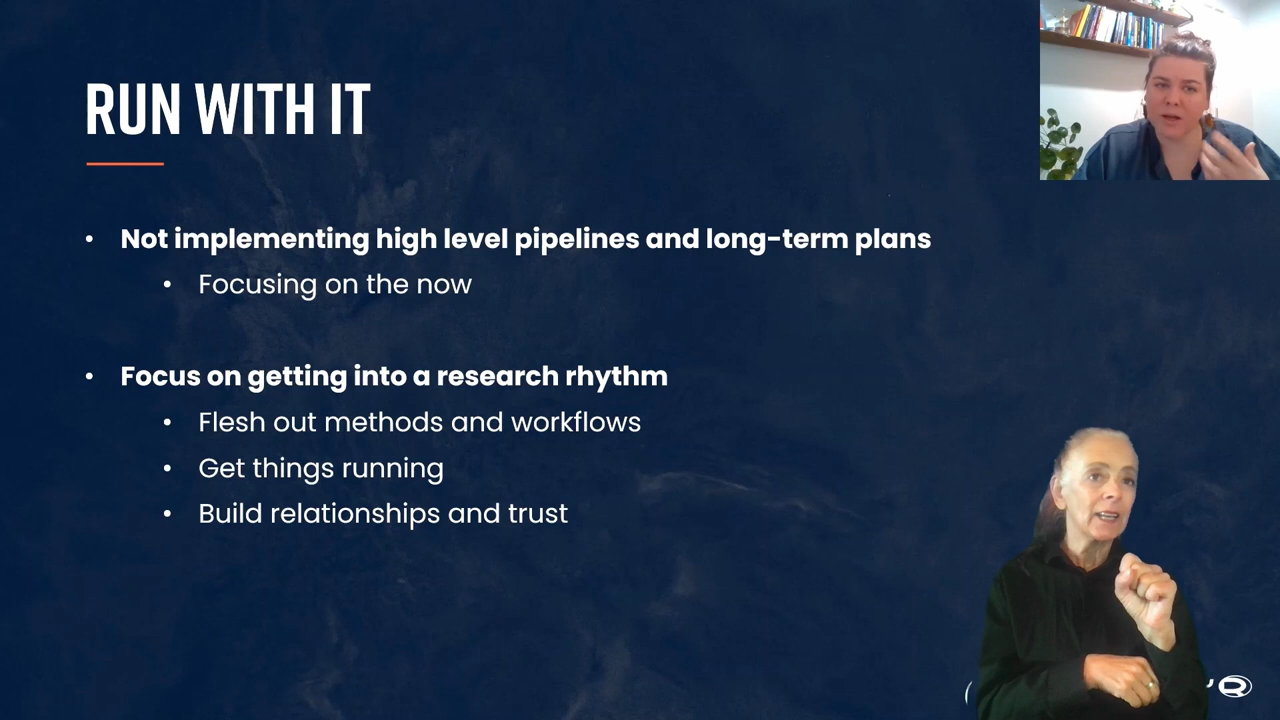 RUN WITH IT
• Not implementing high level pipelines and long-term plans
• Focusing on the now
• Focus on getting into a research rhythm
• Flesh out methods and workflows
• Get things running
• Build relationships and trust